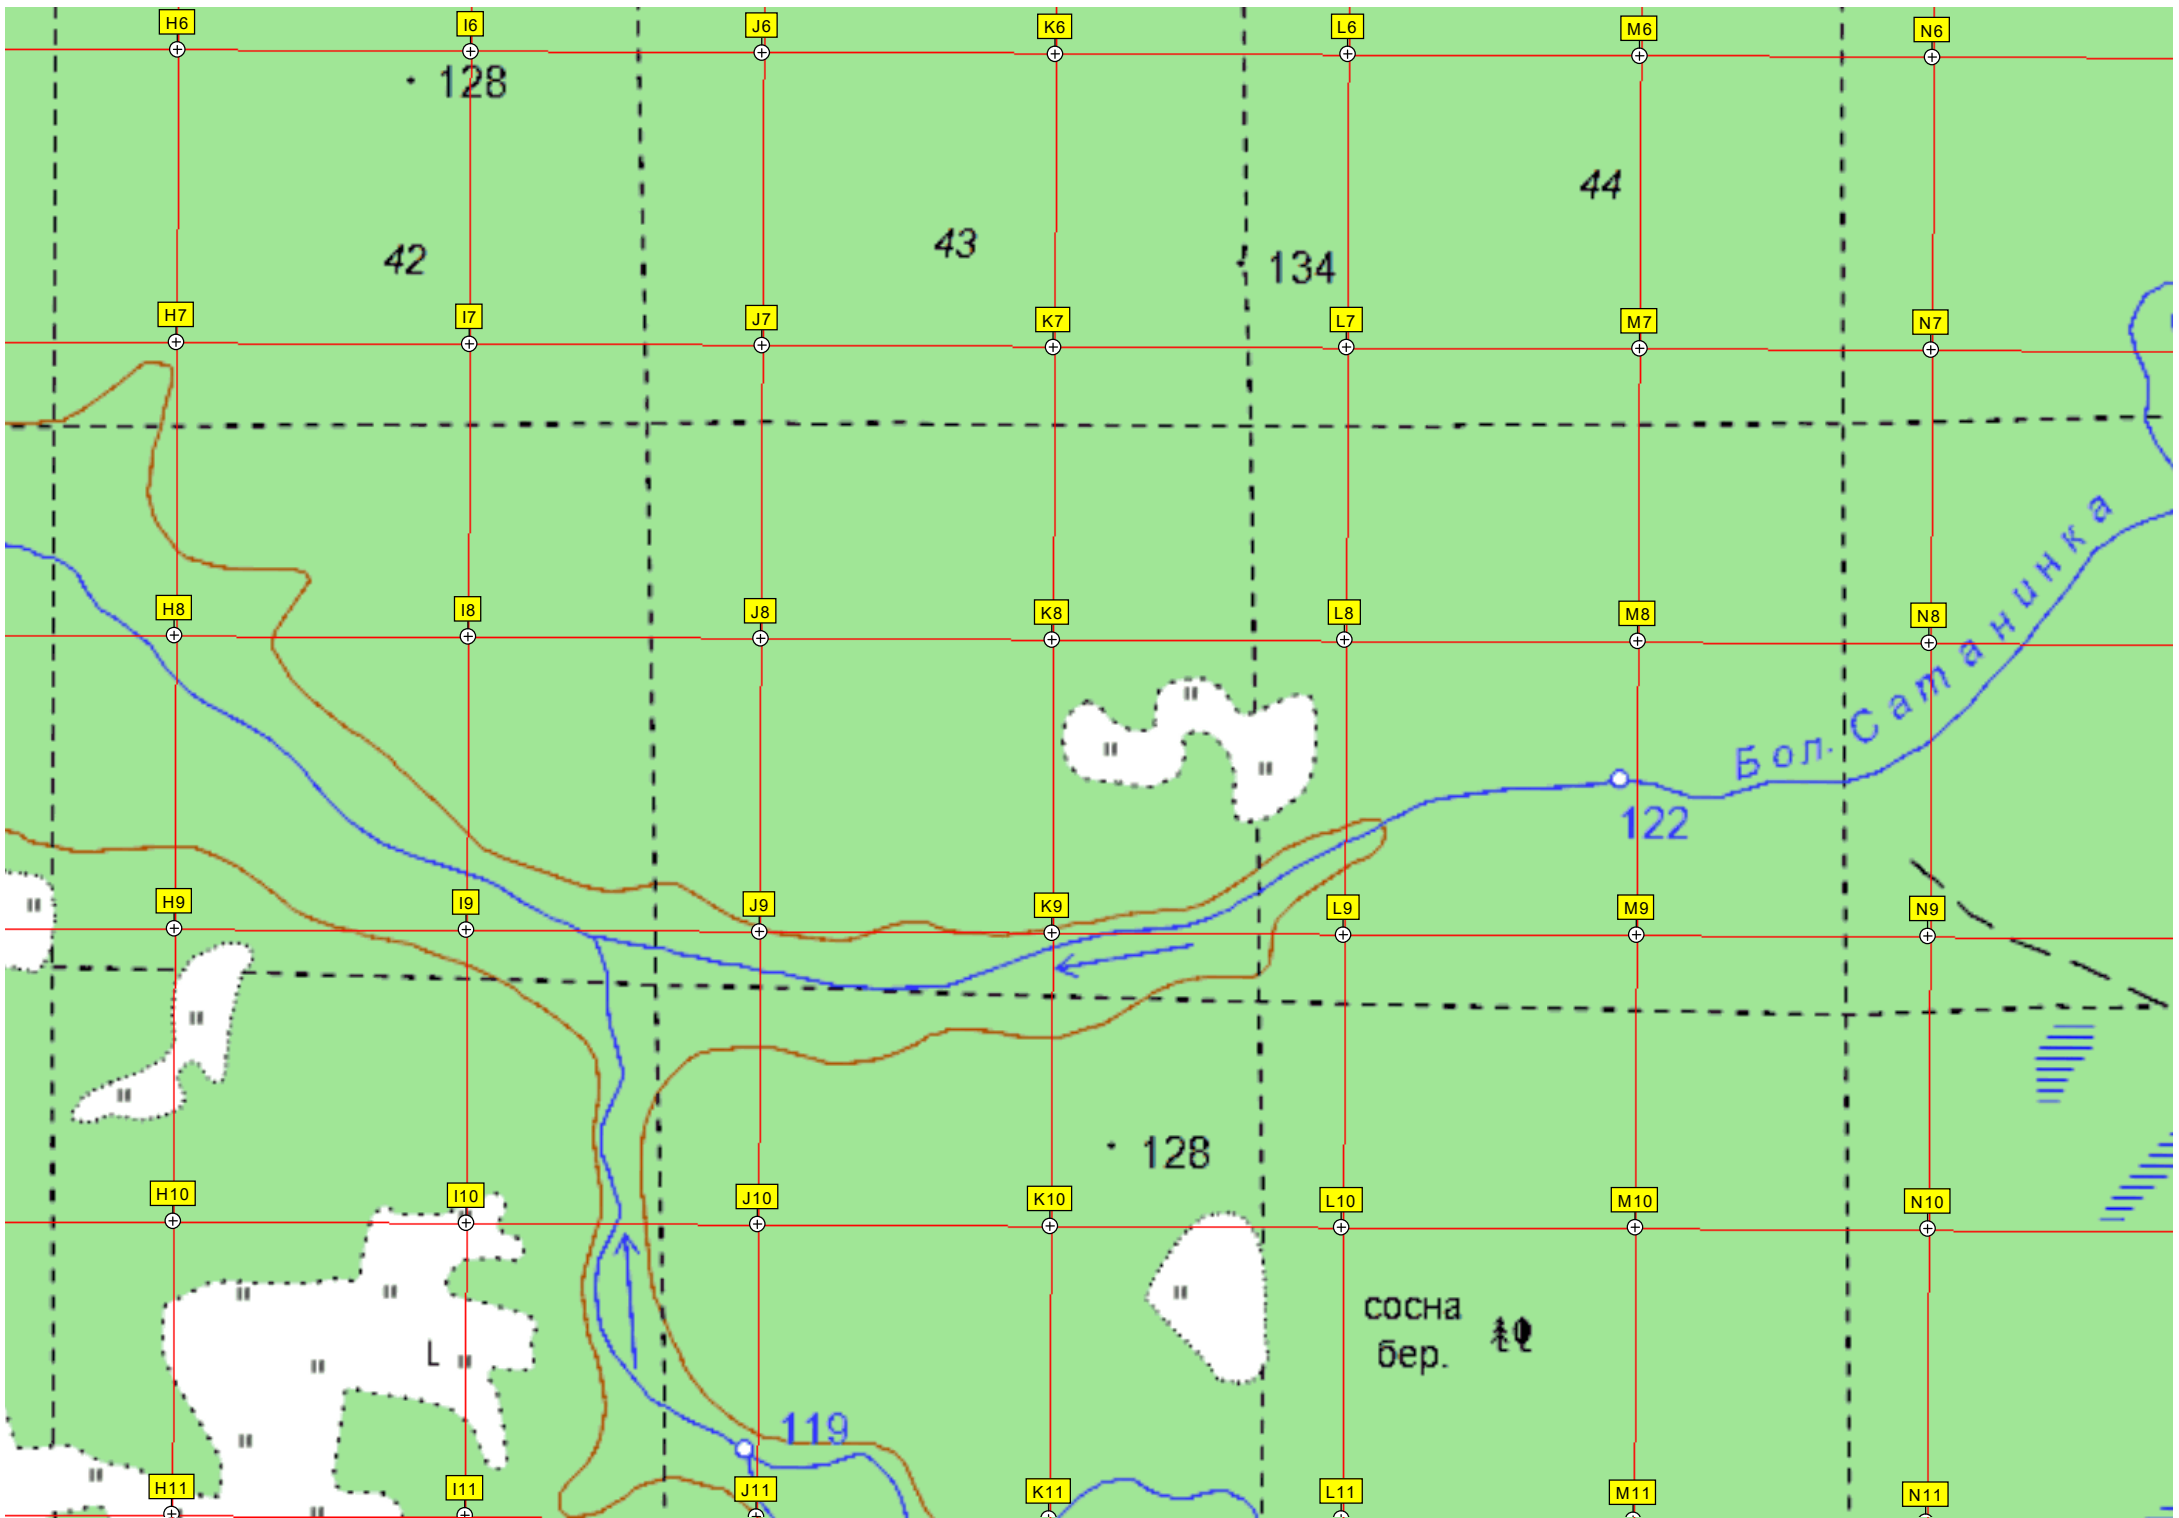 H6 I6 J6 K6 L6 M6 N6
128
44
42 43 134
H7 I7 J7 K7 L7 M7 N7
Бол. Сатанинка
H8 I8 J8 K8 L8 M8 N8
122
H9 I9 J9 K9 L9 M9 N9
128
H10 I10 J10 K10 L10 M10 N10
сосна
бер.
L
119
H11 I11 J11 K11 L11 M11 N11